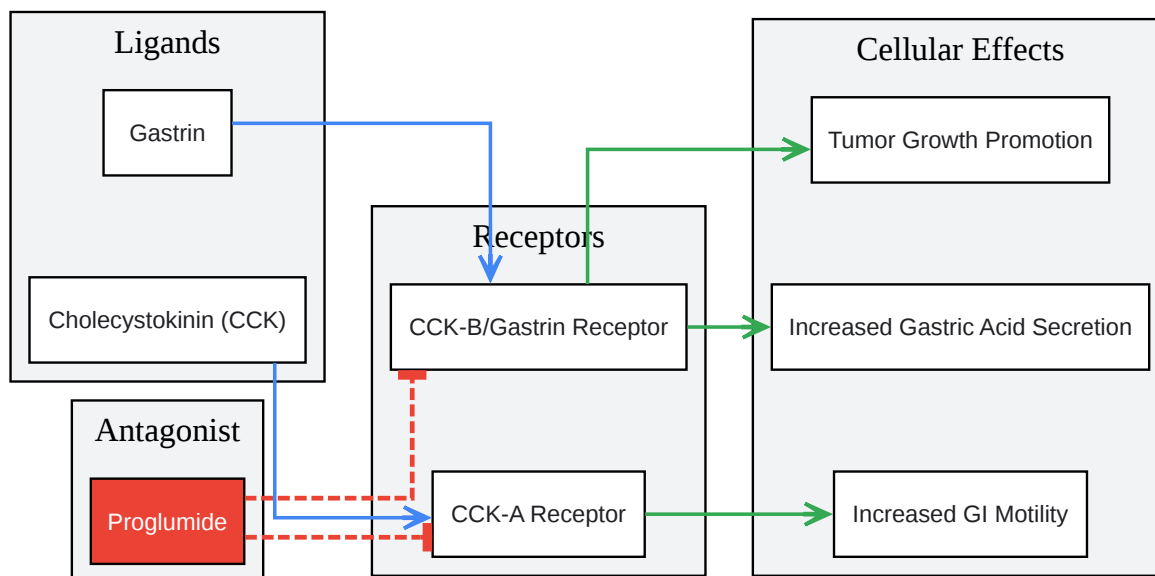 Ligands
Gastrin
Cholecystokinin (CCK)
Antagonist
Proglumide
Receptors
CCK-B/Gastrin Receptor
CCK-A Receptor
Cellular Effects
Tumor Growth Promotion
Increased Gastric Acid Secretion
Increased GI Motility